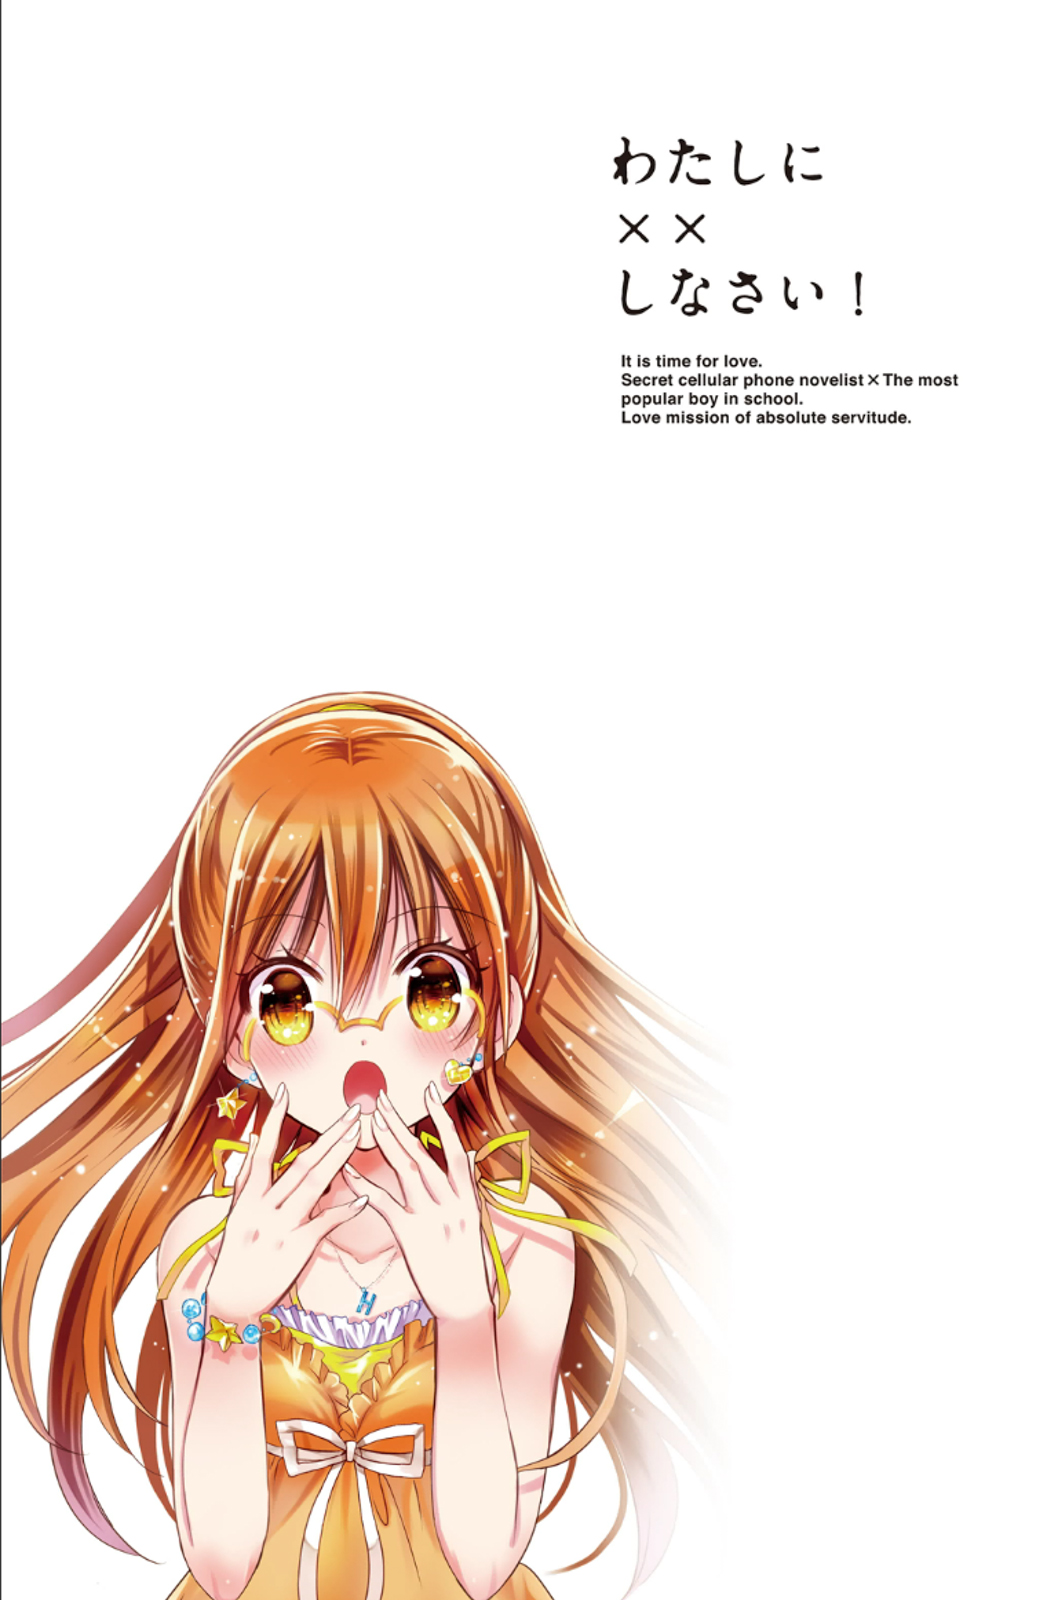 わたしに
××
しなさい！
It is time for love.
Secret cellular phone novelist×The most
popular boy in school.
Love mission of absolute servitude.
H